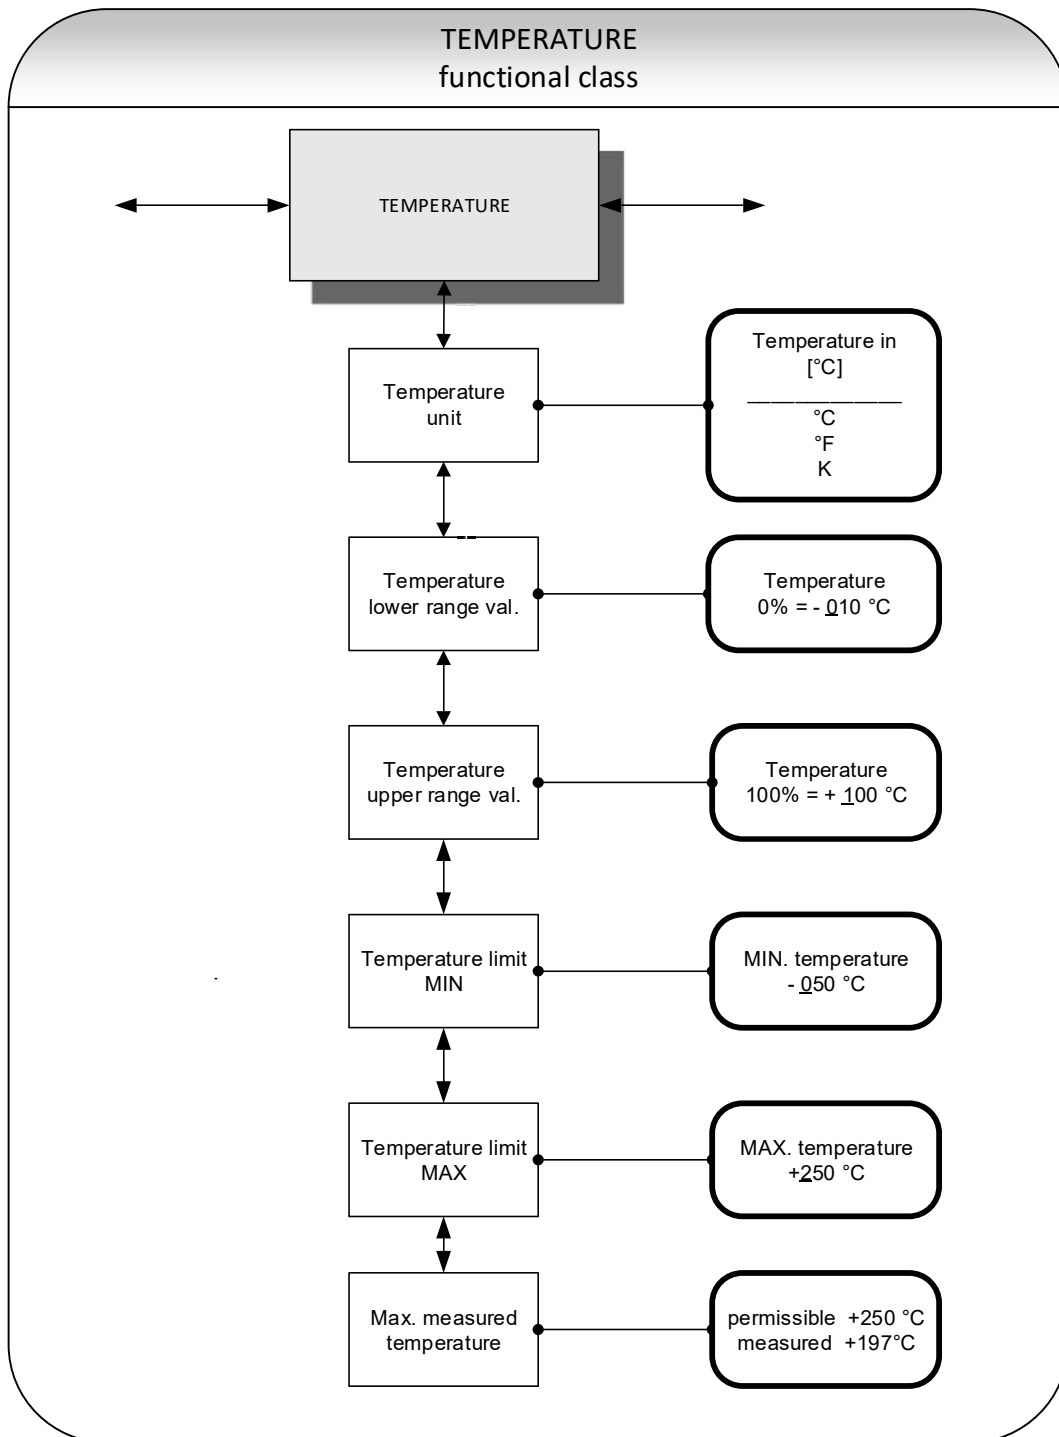 TEMPERATURE
functional class
TEMPERATURE
Temperature
unit
Temperature in
[°C]
_____________
°C
°F
K
Temperature
lower range val.
Temperature
0% = - 010 °C
Temperature
upper range val.
Temperature
100% = + 100 °C
Temperature limit
MIN
MIN. temperature
- 050 °C
Temperature limit
MAX
MAX. temperature
+250 °C
Max. measured
temperature
permissible +250 °C
measured +197°C